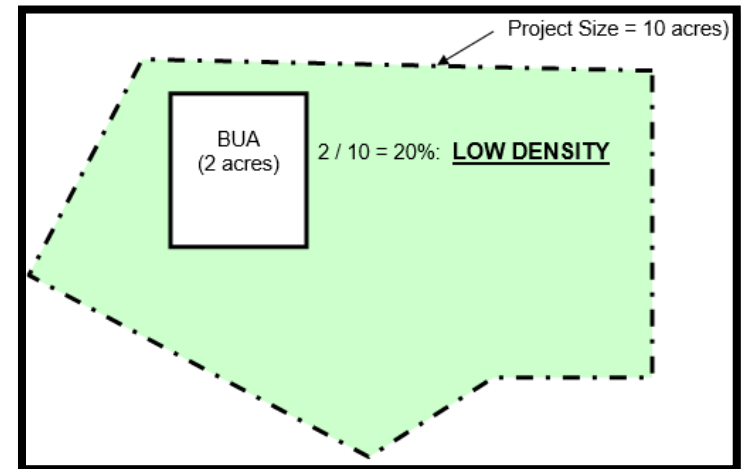 Project Size = 10 acres)
BUA
(2 acres)
2 / 10 = 20%: LOW DENSITY